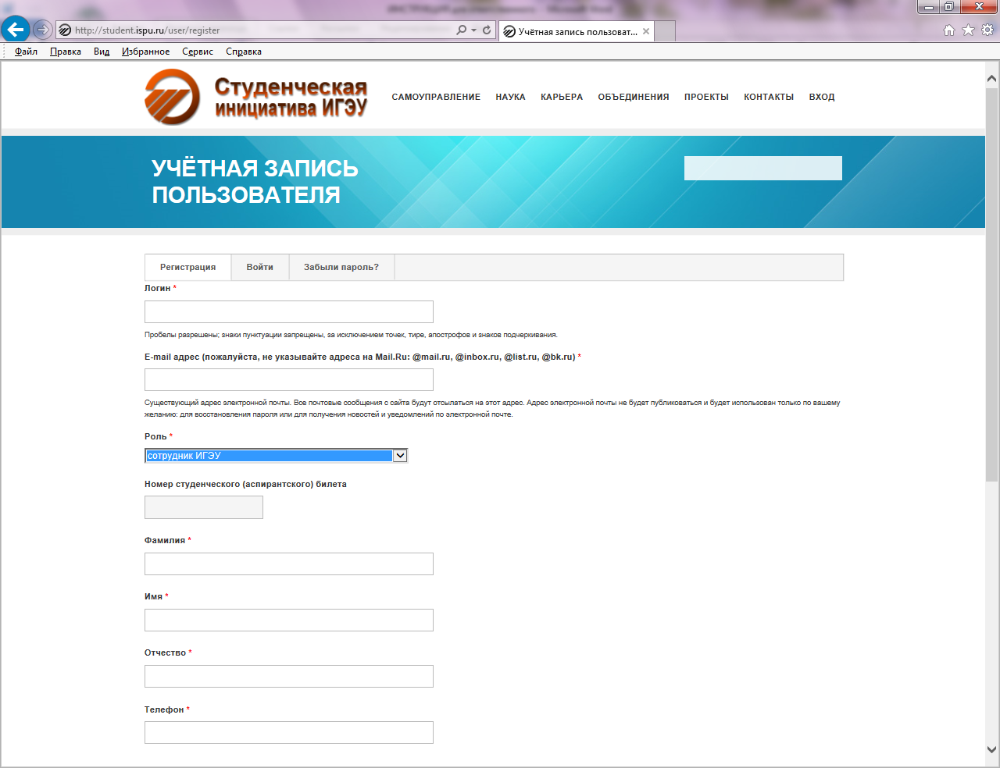 http://student.ispu.ru/user/register
Учётная запись пользоват...
Файл Правка Вид Избранное Сервис Справка
Студенческая
инициатива ИГЭУ
САМОУПРАВЛЕНИЕ НАУКА КАРЬЕРА ОБЪЕДИНЕНИЯ ПРОЕКТЫ КОНТАКТЫ ВХОД
УЧЁТНАЯ ЗАПИСЬ
ПОЛЬЗОВАТЕЛЯ
Регистрация Войти Забыли пароль?
Логин *
Пробелы разрешены; знаки пунктуации запрещены, за исключением точек, тире, апострофов и знаков подчеркивания.
E-mail адрес (пожалуйста, не указывайте адреса на Mail.Ru: @mail.ru, @inbox.ru, @list.ru, @bk.ru) *
Существующий адрес электронной почты. Все почтовые сообщения с сайта будут отсылаться на этот адрес. Адрес электронной почты не будет публиковаться и будет использован только по вашему
желанию: для восстановления пароля или для получения новостей и уведомлений по электронной почте.
Роль *
сотрудник ИГЭУ
Номер студенческого (аспирантского) билета
Фамилия *
Имя *
Отчество *
Телефон *